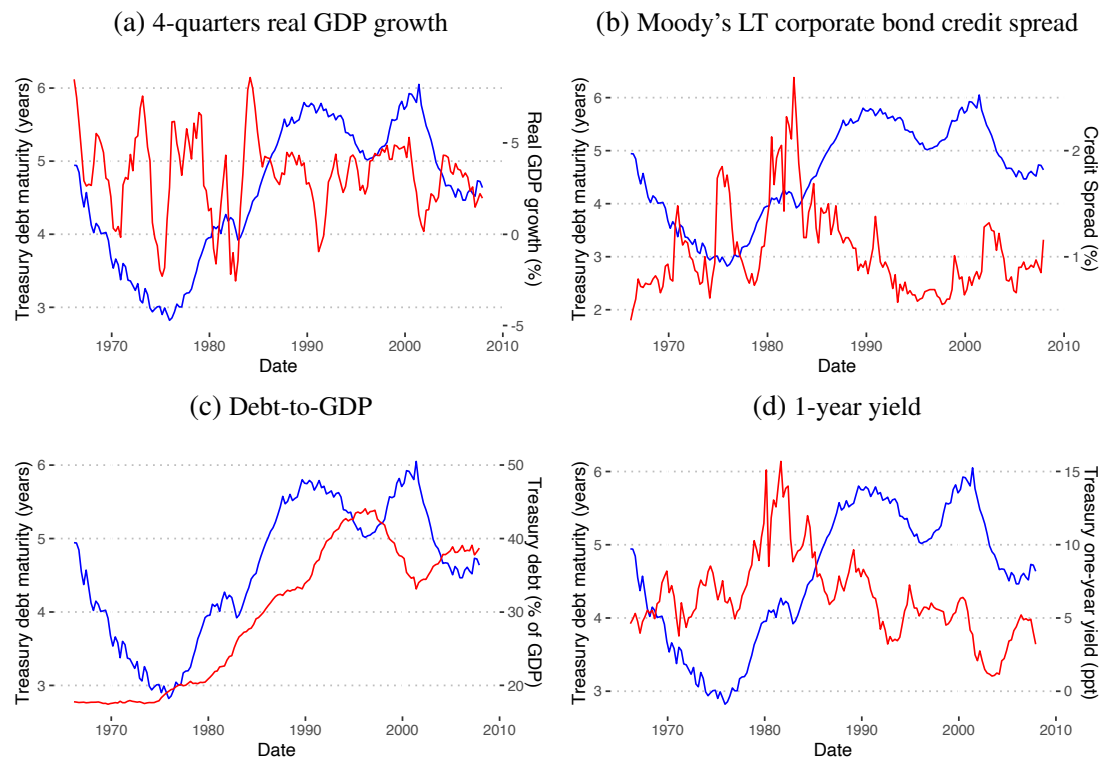 (a) 4-quarters real GDP growth
Treasury debt maturity (years)
6
5
4
3
5
0
-5
Real GDP growth (%)
1970 1980 1990 2000 2010
Date
(b) Moody's LT corporate bond credit spread
Treasury debt maturity (years)
6
5
4
3
2
2
1
Credit Spread (%)
1970 1980 1990 2000 2010
Date
(c) Debt-to-GDP
Treasury debt maturity (years)
6
5
4
3
50
40
30
20
Treasury debt (% of GDP)
1970 1980 1990 2000 2010
Date
(d) 1-year yield
Treasury debt maturity (years)
6
5
4
3
15
10
5
0
Treasury one-year yield (ppt)
1970 1980 1990 2000 2010
Date